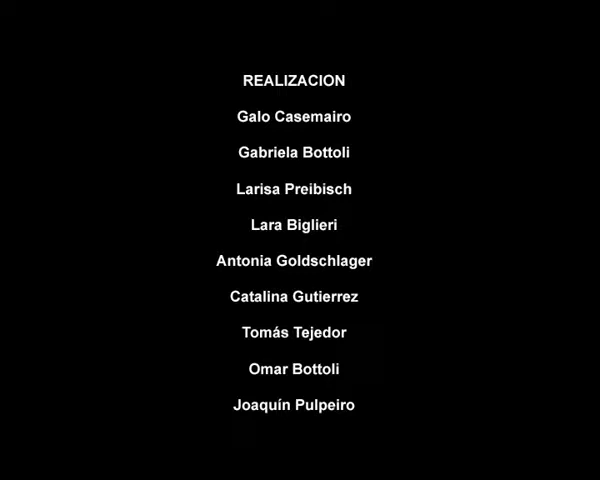 REALIZACION
Galo Casemairo
Gabriela Bottoli
Larisa Preibisch
Lara Biglieri
Antonia Goldschlager
Catalina Gutierrez
Tomás Tejedor
Omar Bottoli
Joaquín Pulpeiro